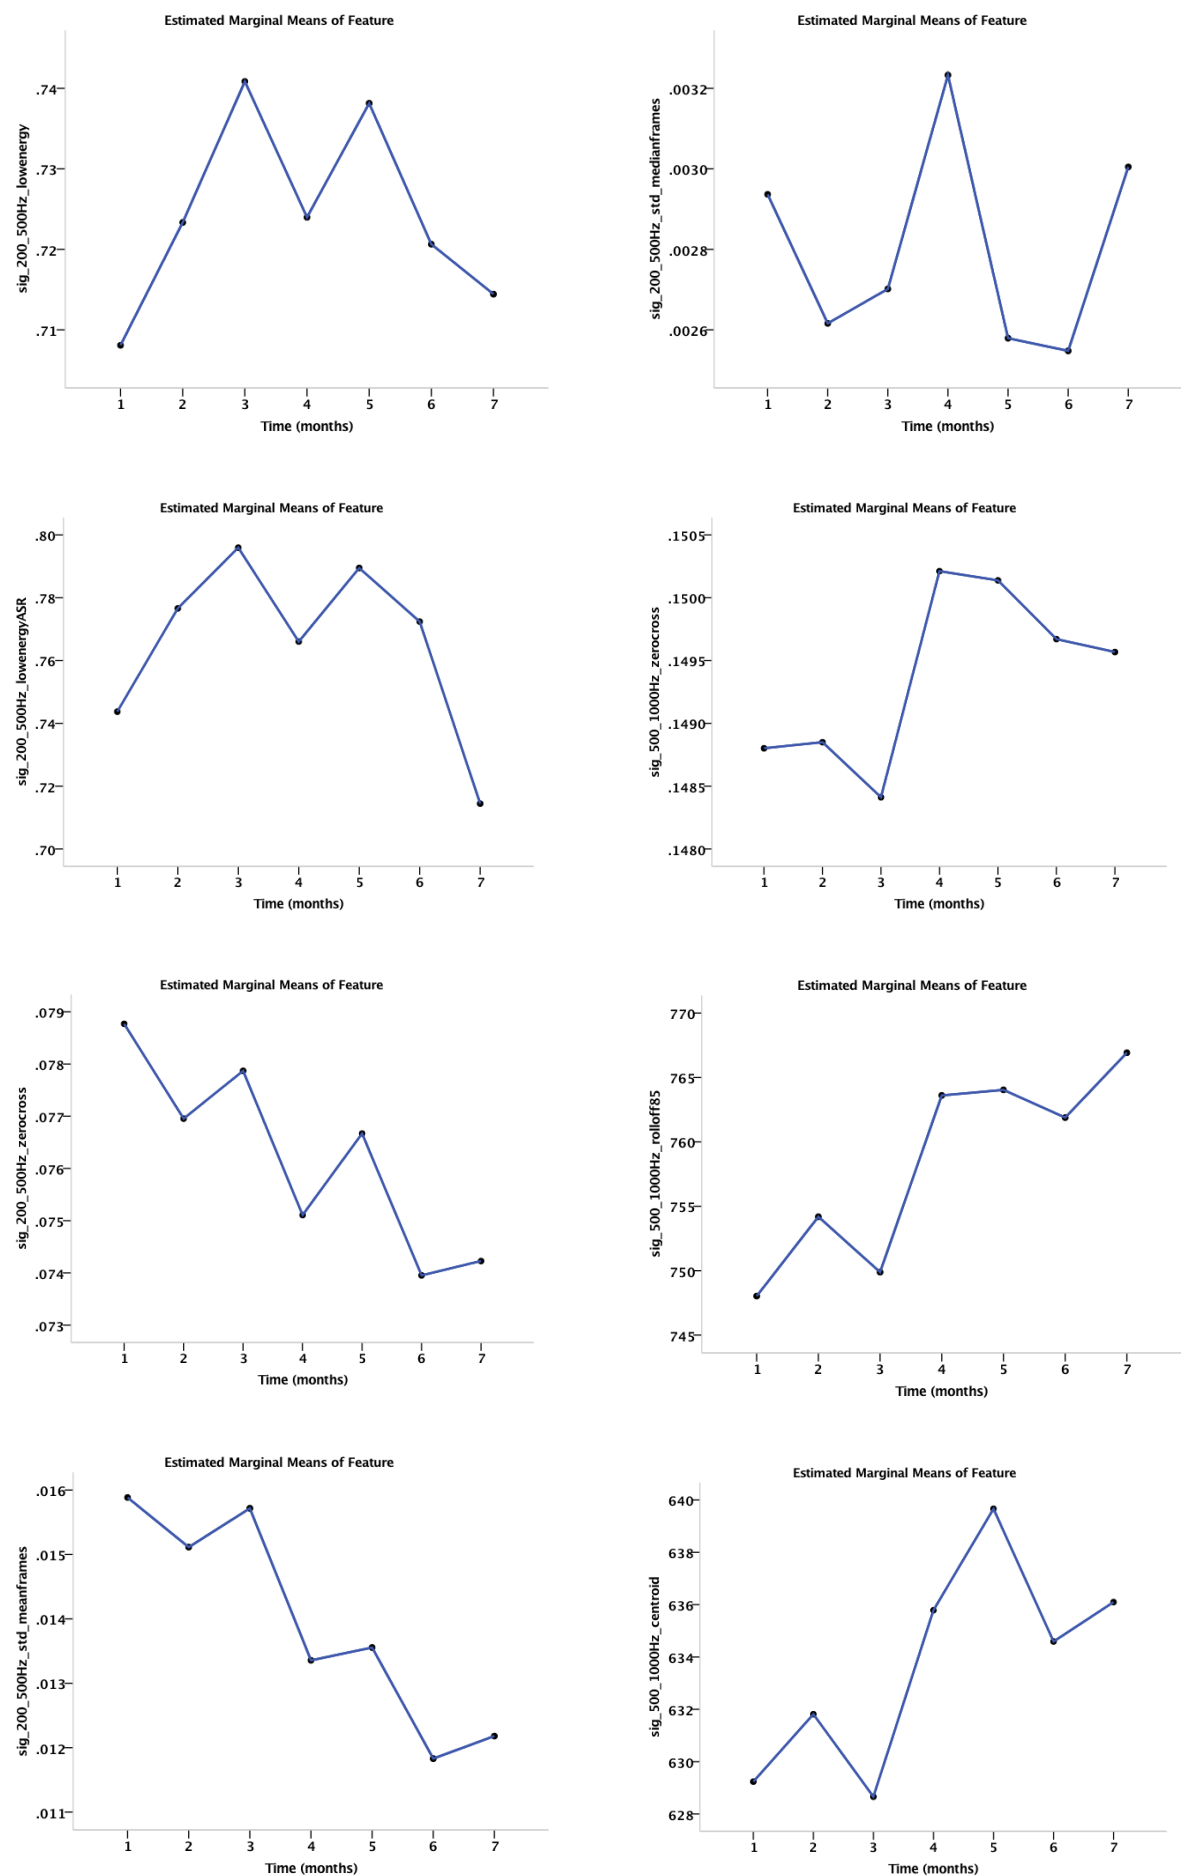 Estimated Marginal Means of Feature
sig_200_500Hz_lowenergy
.74
.73
.72
.71
1 2 3 4 5 6 7
Time (months)
Estimated Marginal Means of Feature
sig_200_500Hz_std_medianframes
.0032
.0030
.0028
.0026
1 2 3 4 5 6 7
Time (months)
Estimated Marginal Means of Feature
sig_200_500Hz_lowenergyASR
.80
.78
.76
.74
.72
.70
1 2 3 4 5 6 7
Time (months)
Estimated Marginal Means of Feature
sig_500_1000Hz_zerocross
.1505
.1500
.1495
.1490
.1485
.1480
1 2 3 4 5 6 7
Time (months)
Estimated Marginal Means of Feature
sig_200_500Hz_zerocross
.079
.078
.077
.076
.075
.074
.073
1 2 3 4 5 6 7
Time (months)
Estimated Marginal Means of Feature
sig_500_1000Hz_rolloff85
770
765
760
755
750
745
1 2 3 4 5 6 7
Time (months)
Estimated Marginal Means of Feature
sig_200_500Hz_std_meanframes
.016
.015
.014
.013
.012
.011
1 2 3 4 5 6 7
Time (months)
Estimated Marginal Means of Feature
sig_500_1000Hz_centroid
640
638
636
634
632
630
628
1 2 3 4 5 6 7
Time (months)